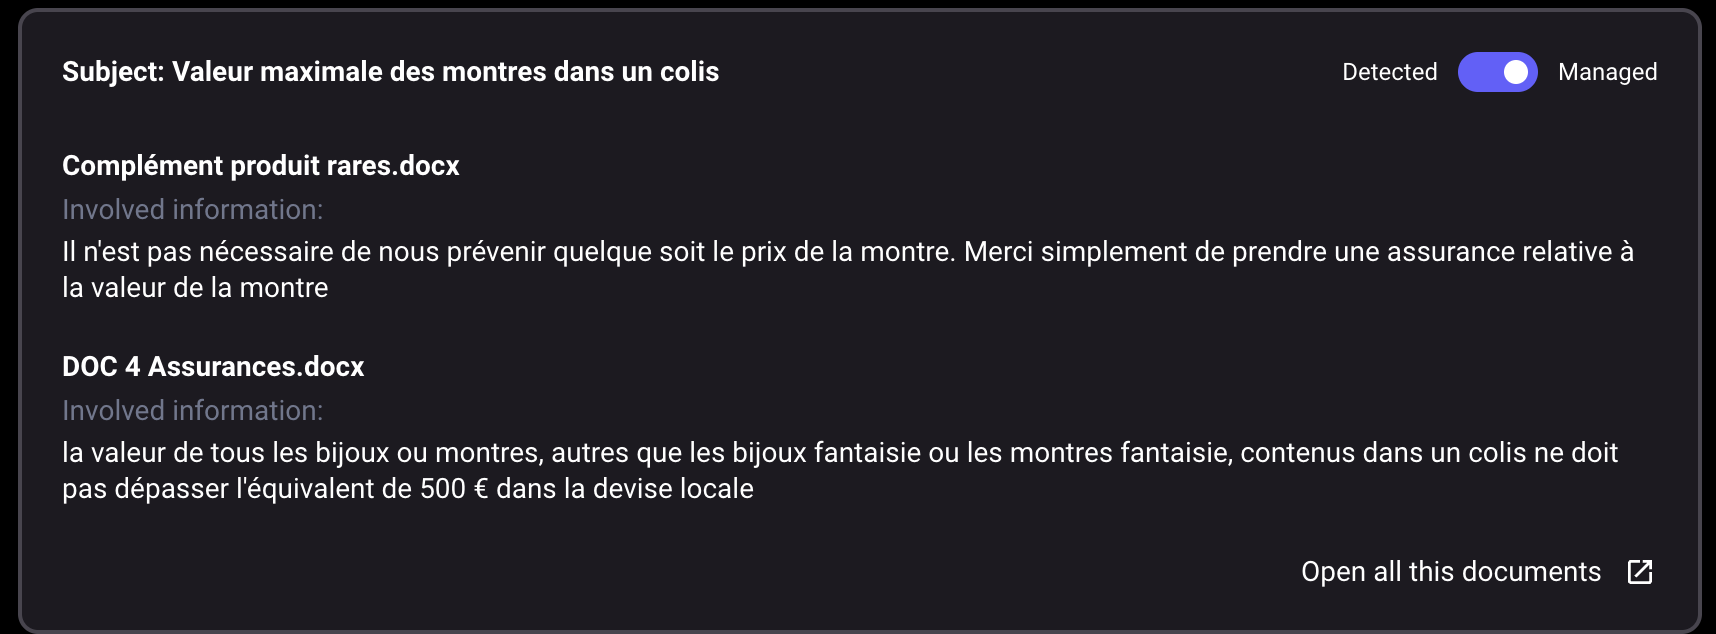 Subject: Valeur maximale des montres dans un colis
Detected Managed
Complément produit rares.docx
Involved information:
Il n'est pas nécessaire de nous prévenir quelque soit le prix de la montre. Merci simplement de prendre une assurance relative à
la valeur de la montre
DOC 4 Assurances.docx
Involved information:
la valeur de tous les bijoux ou montres, autres que les bijoux fantaisie ou les montres fantaisie, contenus dans un colis ne doit
pas dépasser l'équivalent de 500 € dans la devise locale
Open all this documents